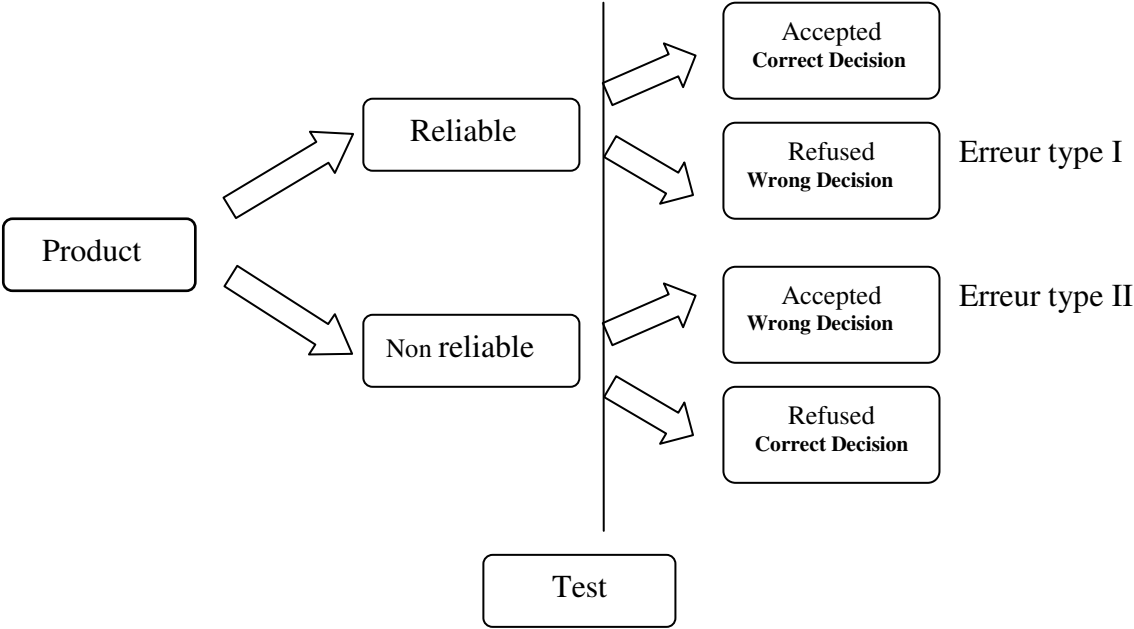 Product
Reliable
Non reliable
Accepted
Correct Decision
Refused
Wrong Decision
Erreur type I
Accepted
Wrong Decision
Erreur type II
Refused
Correct Decision
Test